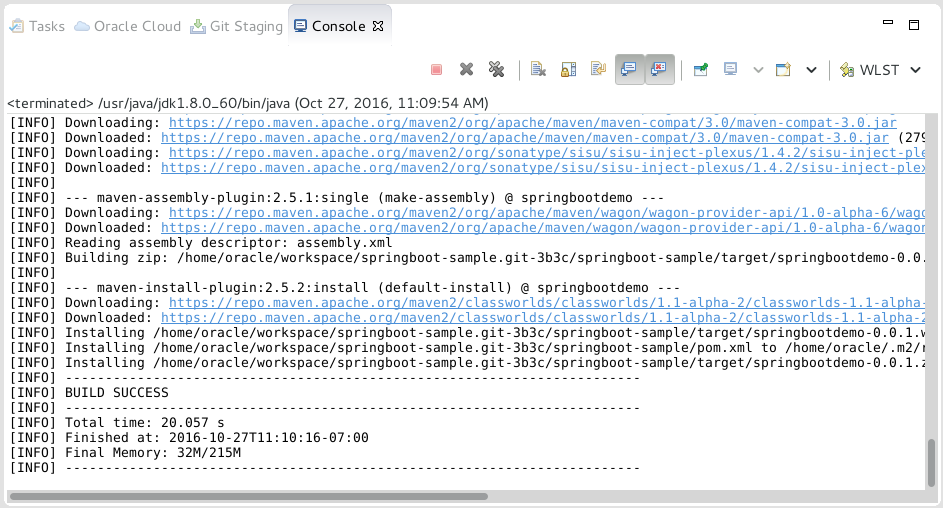 Tasks Oracle Cloud Git Staging Console
WLST
<terminated> /usr/java/jdk1.8.0_60/bin/java (Oct 27, 2016, 11:09:54 AM)
[INFO] Downloading: https://repo.maven.apache.org/maven2/org/apache/maven/maven-compat/3.0/maven-compat-3.0.jar
[INFO] Downloaded: https://repo.maven.apache.org/maven2/org/apache/maven/maven-compat/3.0/maven-compat-3.0.jar (279
[INFO] Downloading: https://repo.maven.apache.org/maven2/org/sonatype/sisu/sisu-inject-plexus/1.4.2/sisu-inject-ple
[INFO] Downloaded: https://repo.maven.apache.org/maven2/org/sonatype/sisu/sisu-inject-plexus/1.4.2/sisu-inject-plex
[INFO]
[INFO] --- maven-assembly-plugin:2.5.1:single (make-assembly) @ springbootdemo ---
[INFO] Downloading: https://repo.maven.apache.org/maven2/org/apache/maven/wagon/wagon-provider-api/1.0-alpha-6/wago
[INFO] Downloaded: https://repo.maven.apache.org/maven2/org/apache/maven/wagon/wagon-provider-api/1.0-alpha-6/wagon
[INFO] Reading assembly descriptor: assembly.xml
[INFO] Building zip: /home/oracle/workspace/springboot-sample.git-3b3c/springboot-sample/target/springbootdemo-0.0.
[INFO]
[INFO] --- maven-install-plugin:2.5.2:install (default-install) @ springbootdemo ---
[INFO] Downloading: https://repo.maven.apache.org/maven2/classworlds/classworlds/1.1-alpha-2/classworlds-1.1-alpha-
[INFO] Downloaded: https://repo.maven.apache.org/maven2/classworlds/classworlds/1.1-alpha-2/classworlds-1.1-alpha-2
[INFO] Installing /home/oracle/workspace/springboot-sample.git-3b3c/springboot-sample/target/springbootdemo-0.0.1.w
[INFO] Installing /home/oracle/workspace/springboot-sample.git-3b3c/springboot-sample/pom.xml to /home/oracle/.m2/r
[INFO] Installing /home/oracle/workspace/springboot-sample.git-3b3c/springboot-sample/target/springbootdemo-0.0.1.z
[INFO] ------------------------------------------------------------------------
[INFO] BUILD SUCCESS
[INFO] ------------------------------------------------------------------------
[INFO] Total time: 20.057 s
[INFO] Finished at: 2016-10-27T11:10:16-07:00
[INFO] Final Memory: 32M/215M
[INFO] ------------------------------------------------------------------------